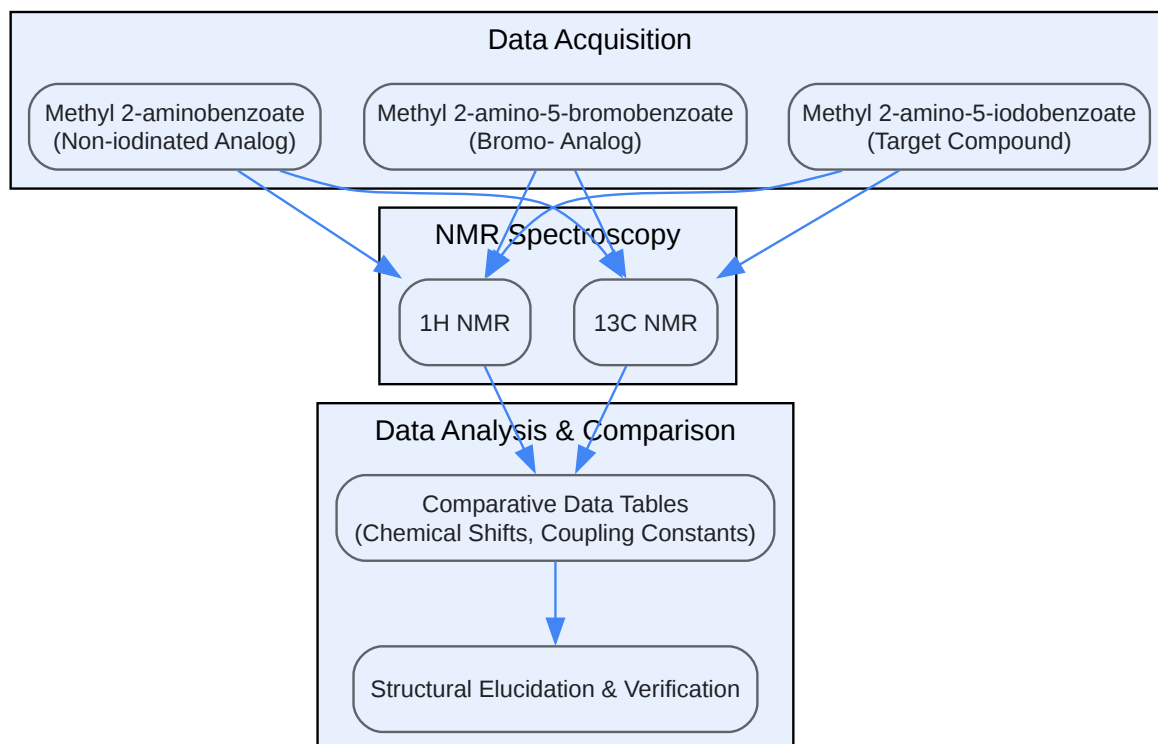 Data Acquisition
Methyl 2-aminobenzoate
(Non-iodinated Analog)
Methyl 2-amino-5-bromobenzoate
(Bromo- Analog)
Methyl 2-amino-5-iodobenzoate
(Target Compound)
NMR Spectroscopy
1H NMR
13C NMR
Data Analysis & Comparison
Comparative Data Tables
(Chemical Shifts, Coupling Constants)
Structural Elucidation & Verification